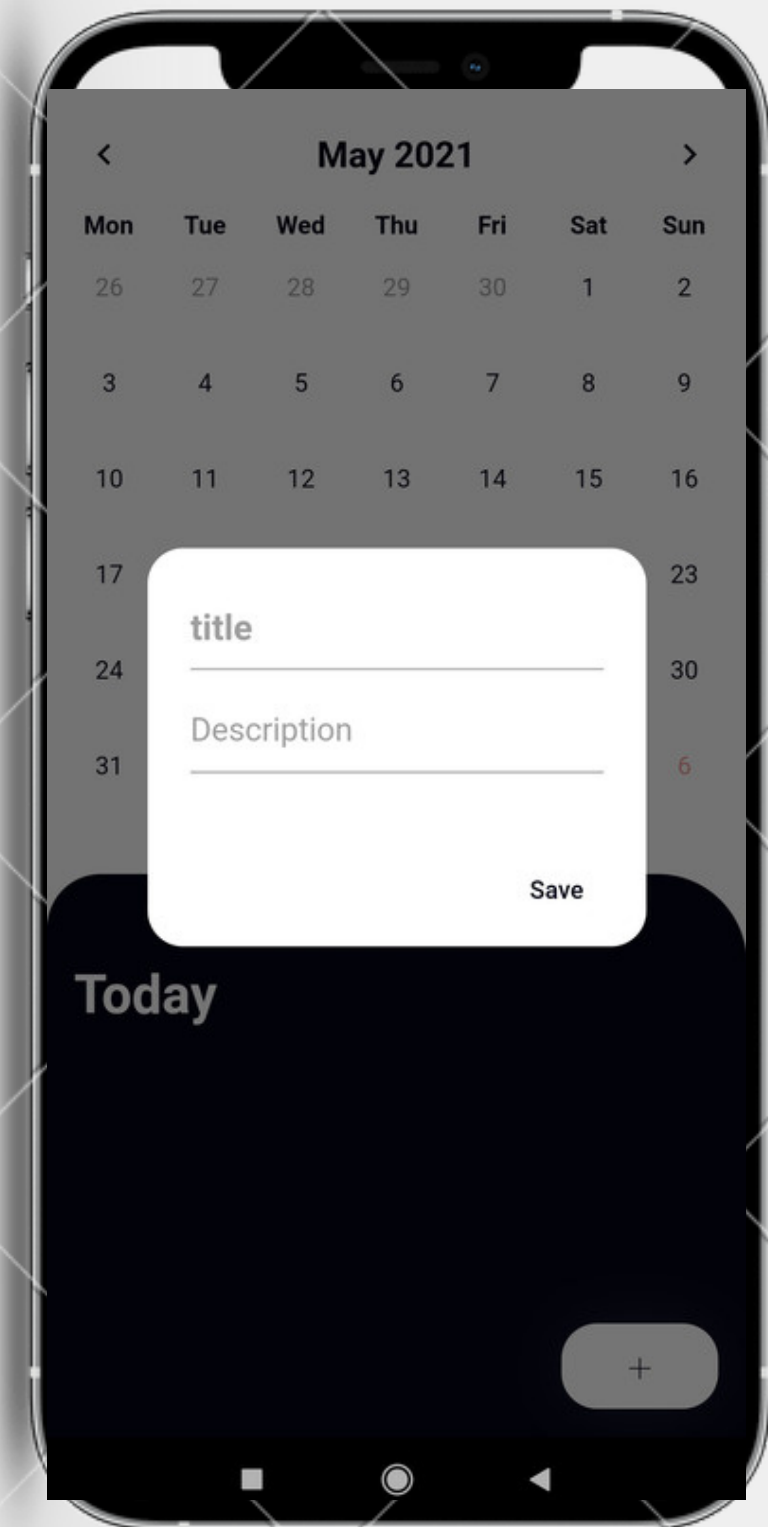 May 2021
Mon Tue Wed Thu Fri Sat Sun
26 27 28 29 30 1 2
3 4 5 6 7 8 9
10 11 12 13 14 15 16
17 23
title
24 30
Description
31 6
Save
Today
+